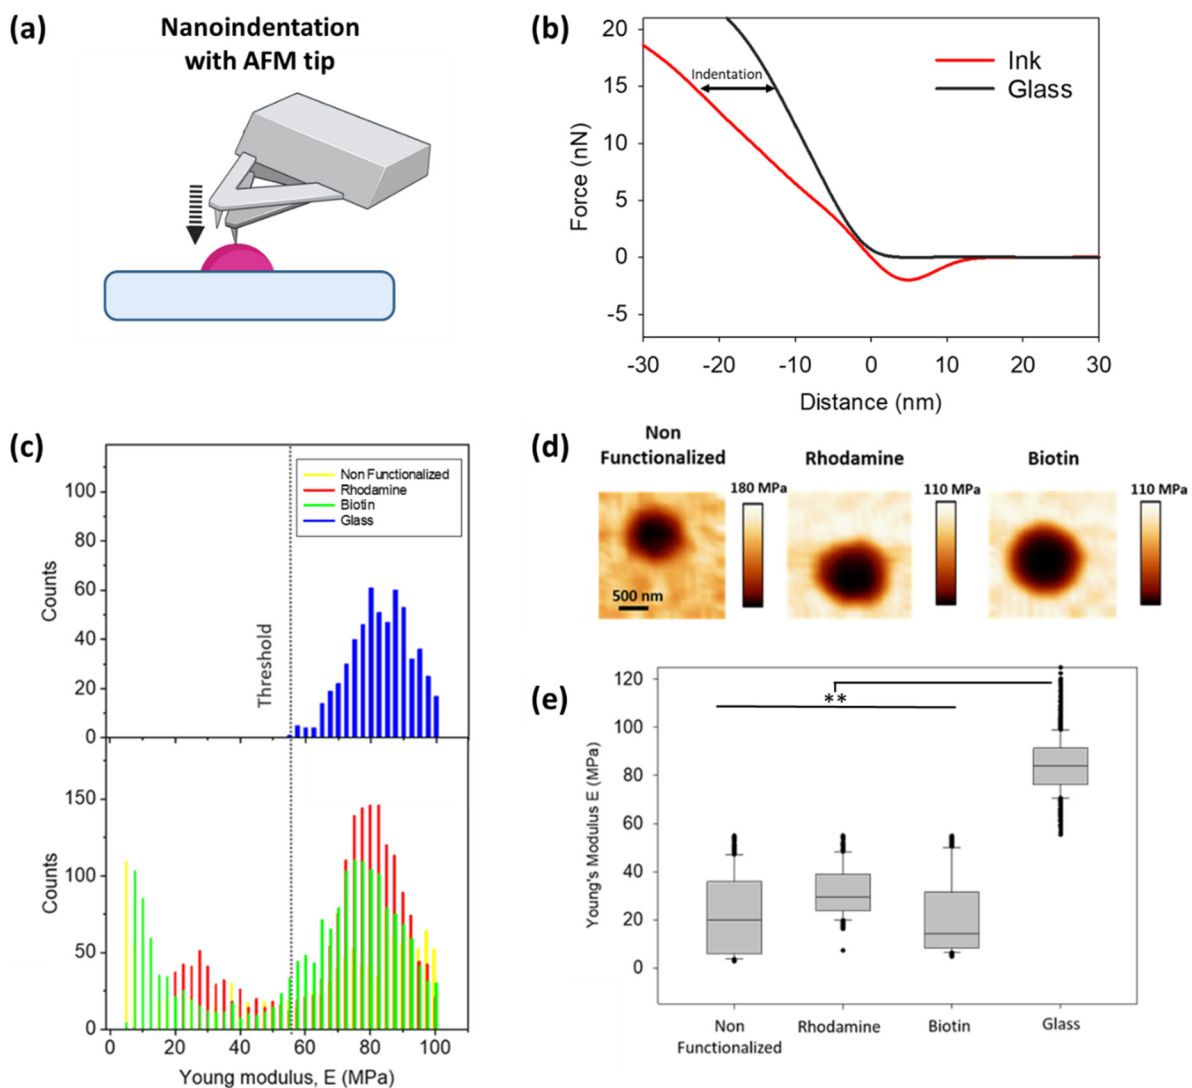 (a)
Nanoindentation
with AFM tip
(b)
20
15
10
5
0
-5
Force (nN)
Indentation
Ink
Glass
-30 -20 -10 0 10 20 30
Distance (nm)
(c)
100
80
60
40
20
0
Counts
Threshold
Non Functionalized
Rhodamine
Biotin
Glass
150
100
50
0
Counts
0 20 40 60 80 100
Young modulus, E (MPa)
(d)
Non
Functionalized
Rhodamine
Biotin
180 MPa
110 MPa
110 MPa
500 nm
(e)
120
100
80
60
40
20
0
Young's Modulus E (MPa)
**
Non
Functionalized
Rhodamine
Biotin
Glass